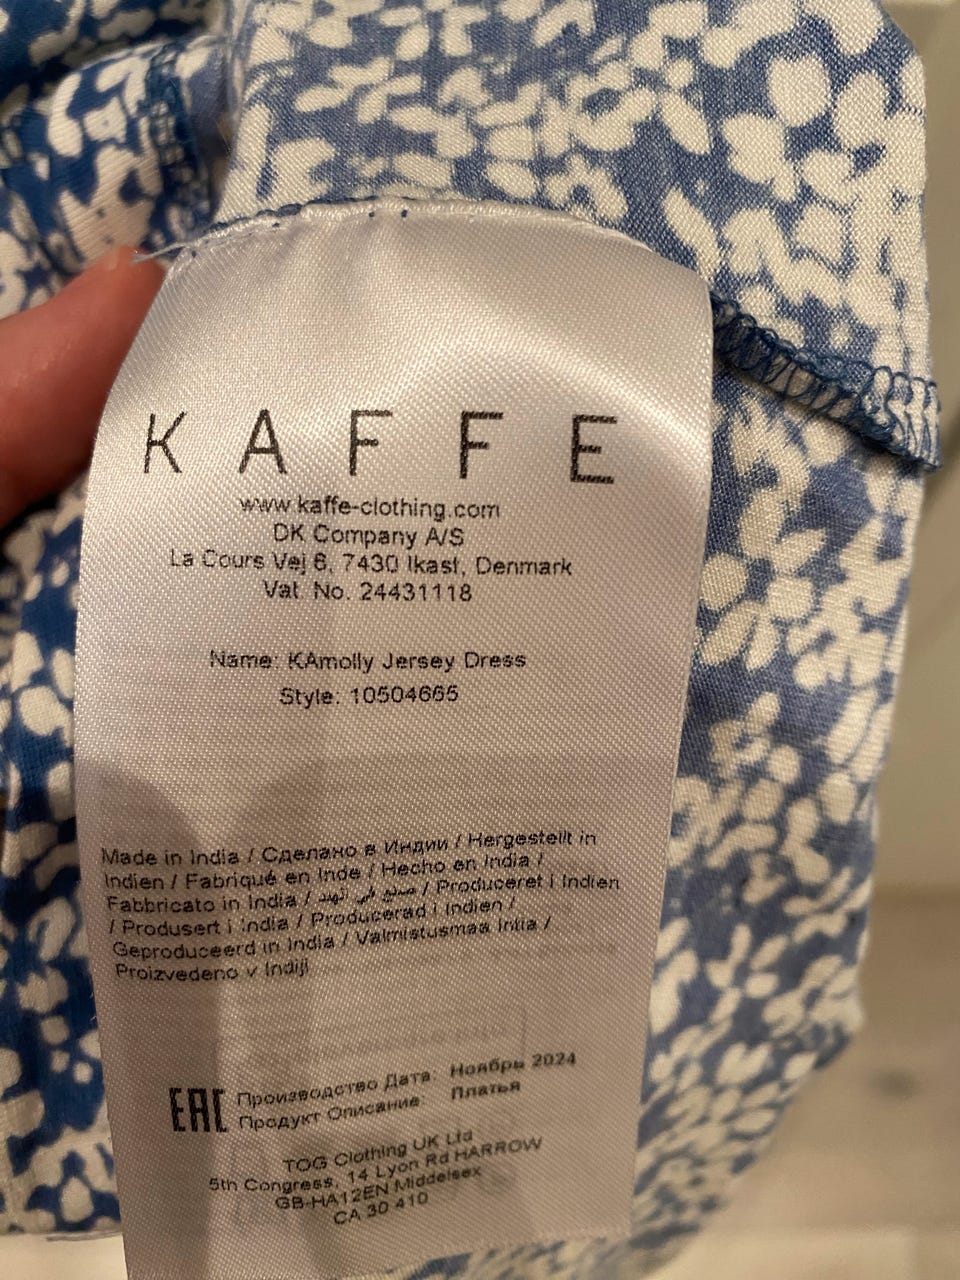 KAFFE
www.kaffe-clothing.com
DK Company A/S
La Cours Vej 6, 7430 Ikast, Denmark
Vat. No. 24431118
Name: KAmolly Jersey Dress
Style: 10504665
Made in India / Сделано в Индии / Hergestellt in
Indien / Fabriqué en Inde / Hecho en India /
Fabbricato in India / صنع في الهند / Produceret i Indien
/ Produsert i India / Producerad i Indien /
Geproduceerd in India / Valmistusmaa Intia /
Proizvedeno v Indiji
EAC Производство Дата: Ноябрь 2024
Продукт Описание: Платья
TOG Clothing UK Ltd
5th Congress, 14 Lyon Rd HARROW
GB-HA12EN Middelsex
CA 30 410